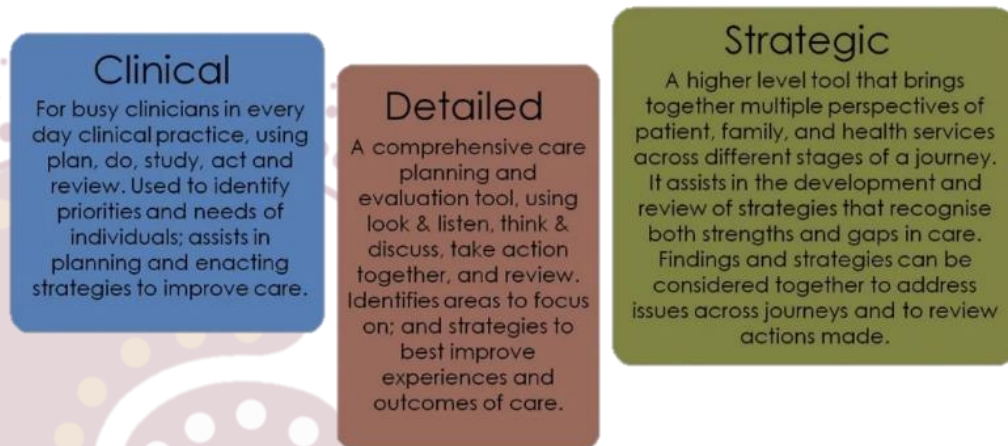 Clinical
For busy clinicians in every
day clinical practice, using
plan, do, study, act and
review. Used to identify
priorities and needs of
individuals; assists in
planning and enacting
strategies to improve care.
Detailed
A comprehensive care
planning and
evaluation tool, using
look & listen, think &
discuss, take action
together, and review.
Identifies areas to focus
on; and strategies to
best improve
experiences and
outcomes of care.
Strategic
A higher level tool that brings
together multiple perspectives of
patient, family, and health services
across different stages of a journey.
It assists in the development and
review of strategies that recognise
both strengths and gaps in care.
Findings and strategies can be
considered together to address
issues across journeys and to review
actions made.